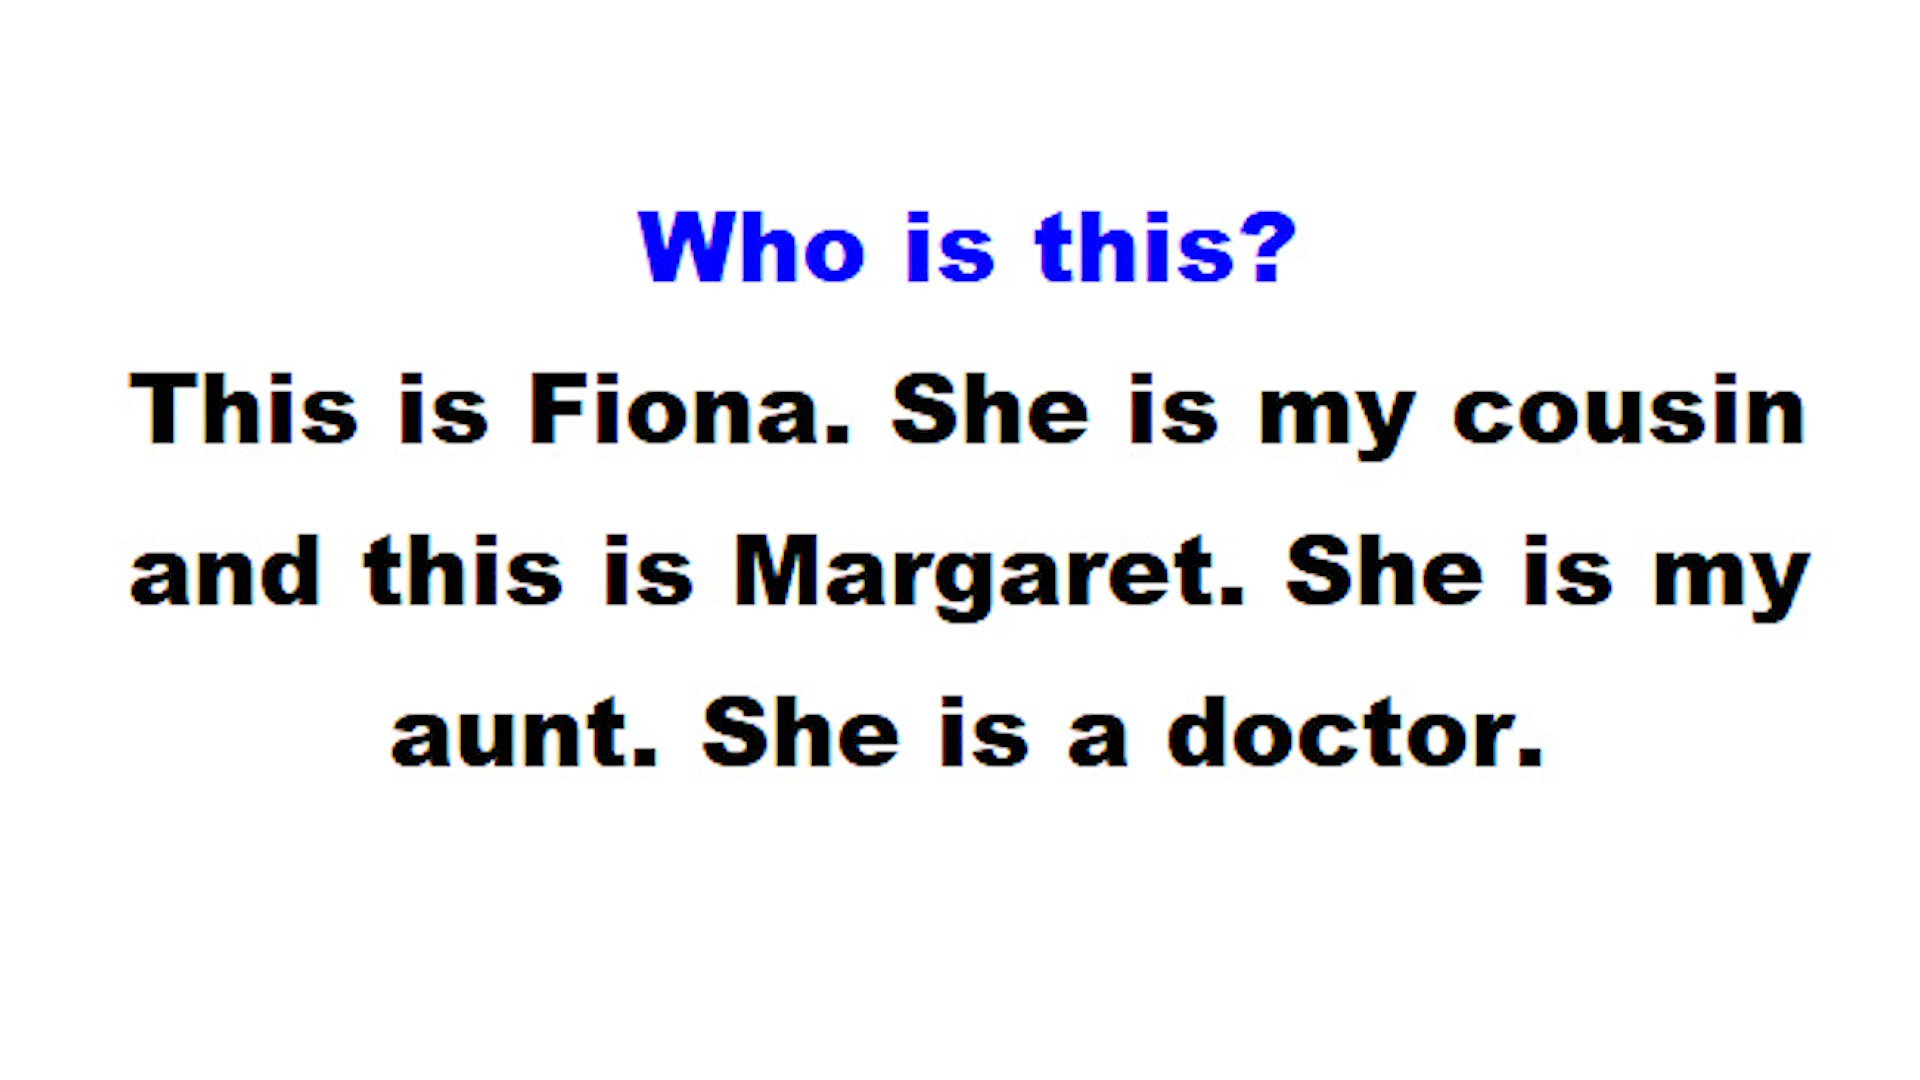 Who is this?
This is Fiona. She is my cousin
and this is Margaret. She is my
aunt. She is a doctor.